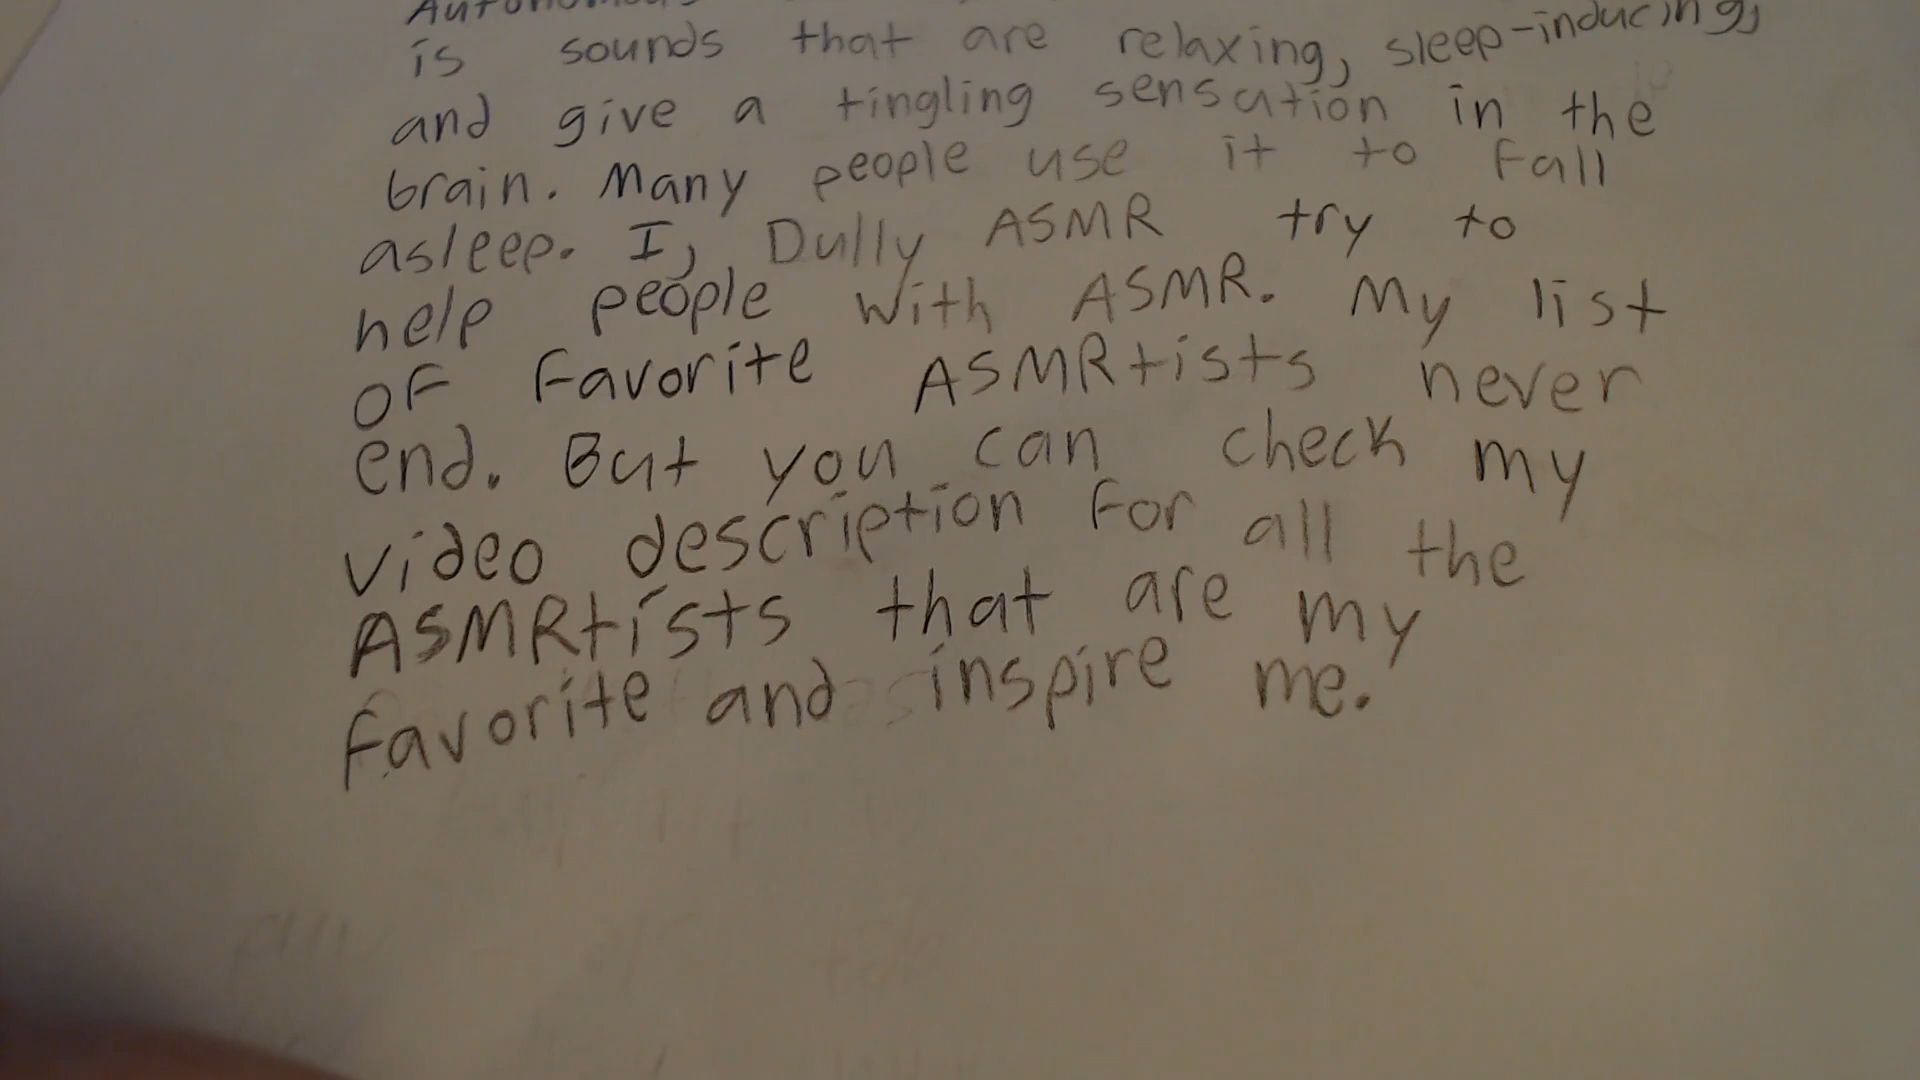 Autonomous
is sounds that are relaxing, sleep-inducing,
and give a tingling sensation in the
brain. Many people use it to fall
asleep. I, Dully ASMR try to
help people with ASMR. My list
of favorite ASMRtists never
end. But you can check my
video description for all the
ASMRtists that are my
favorite and inspire me.